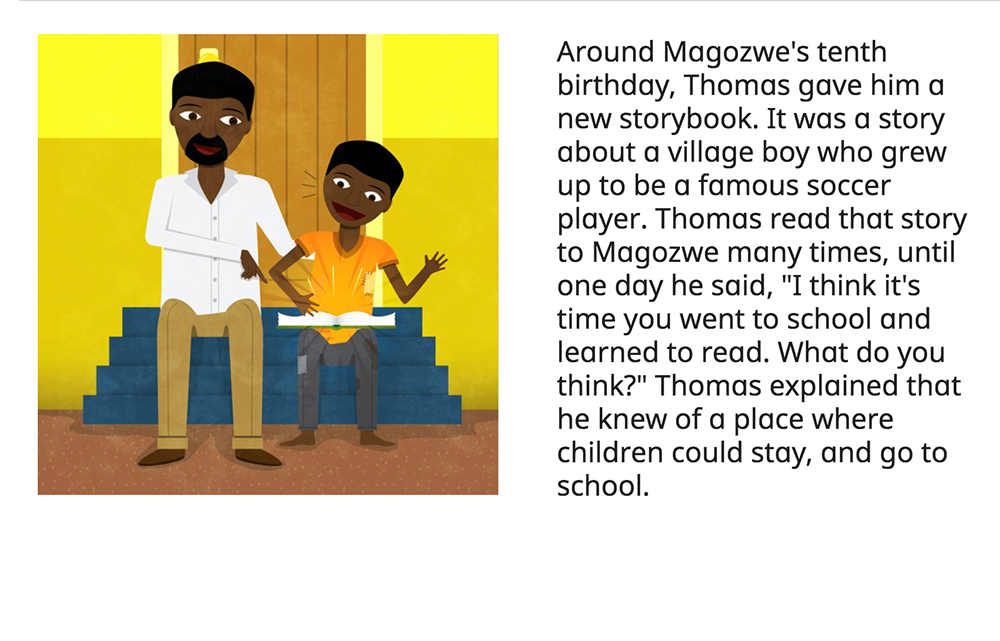 Around Magozwe's tenth
birthday, Thomas gave him a
new storybook. It was a story
about a village boy who grew
up to be a famous soccer
player. Thomas read that story
to Magozwe many times, until
one day he said, "I think it's
time you went to school and
learned to read. What do you
think?" Thomas explained that
he knew of a place where
children could stay, and go to
school.